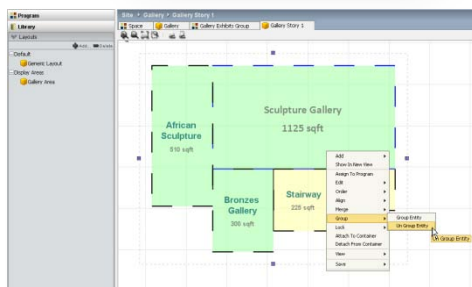 Program
Library
Layouts
Add..
Delete
Default
Generic Layout
Display Areas
Gallery Area
Site • Gallery • Gallery Story 1
Space
Gallery
Gallery Exhibits Group
Gallery Story 1
African
Sculpture
510 sqft
Sculpture Gallery
1125 sqft
Bronzes
Gallery
300 sqft
Stairway
225 sqft
Add
Show In New View
Assign To Program
Edit
Order
Align
Merge
Group
Lock
Attach To Container
Detach From Container
View
Save
Group Entity
Un Group Entity
Un Group Entity